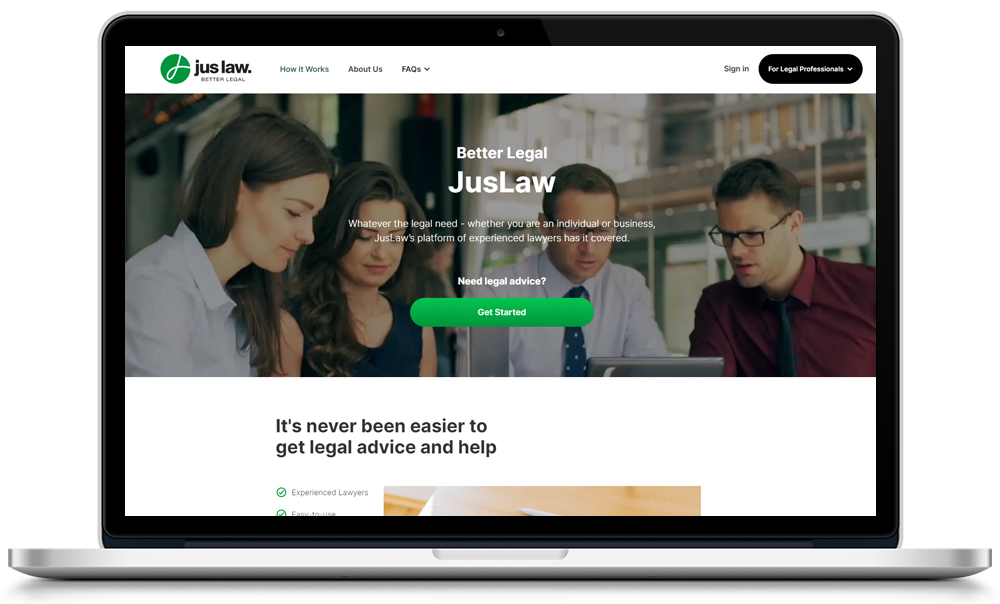 jus law.
BETTER LEGAL
How it Works
About Us
FAQs
Sign in
For Legal Professionals
Better Legal
JusLaw
Whatever the legal need - whether you are an individual or business,
JusLaw's platform of experienced lawyers has it covered.
Need legal advice?
Get Started
It's never been easier to
get legal advice and help
Experienced Lawyers
Easy-to-use